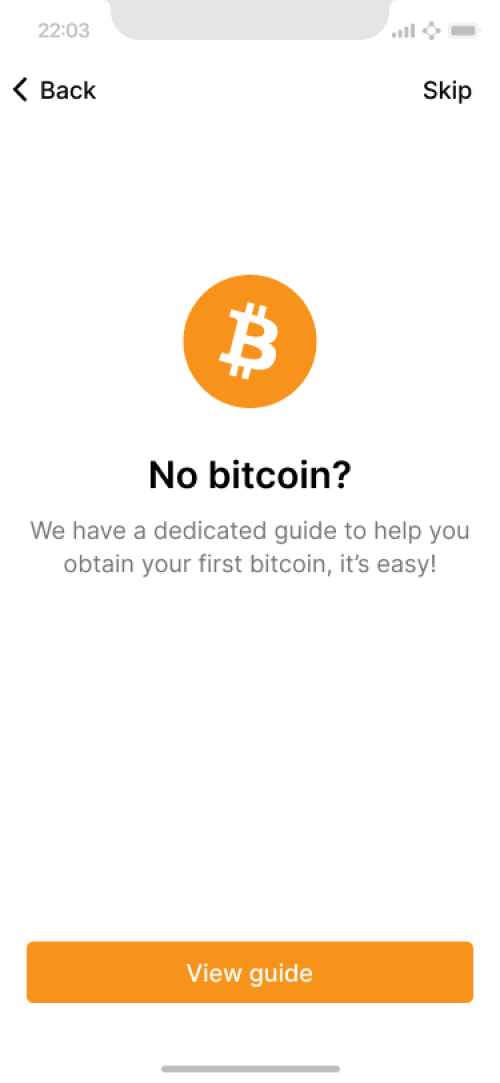 22:03
Back
Skip
No bitcoin?
We have a dedicated guide to help you
obtain your first bitcoin, it’s easy!
View guide